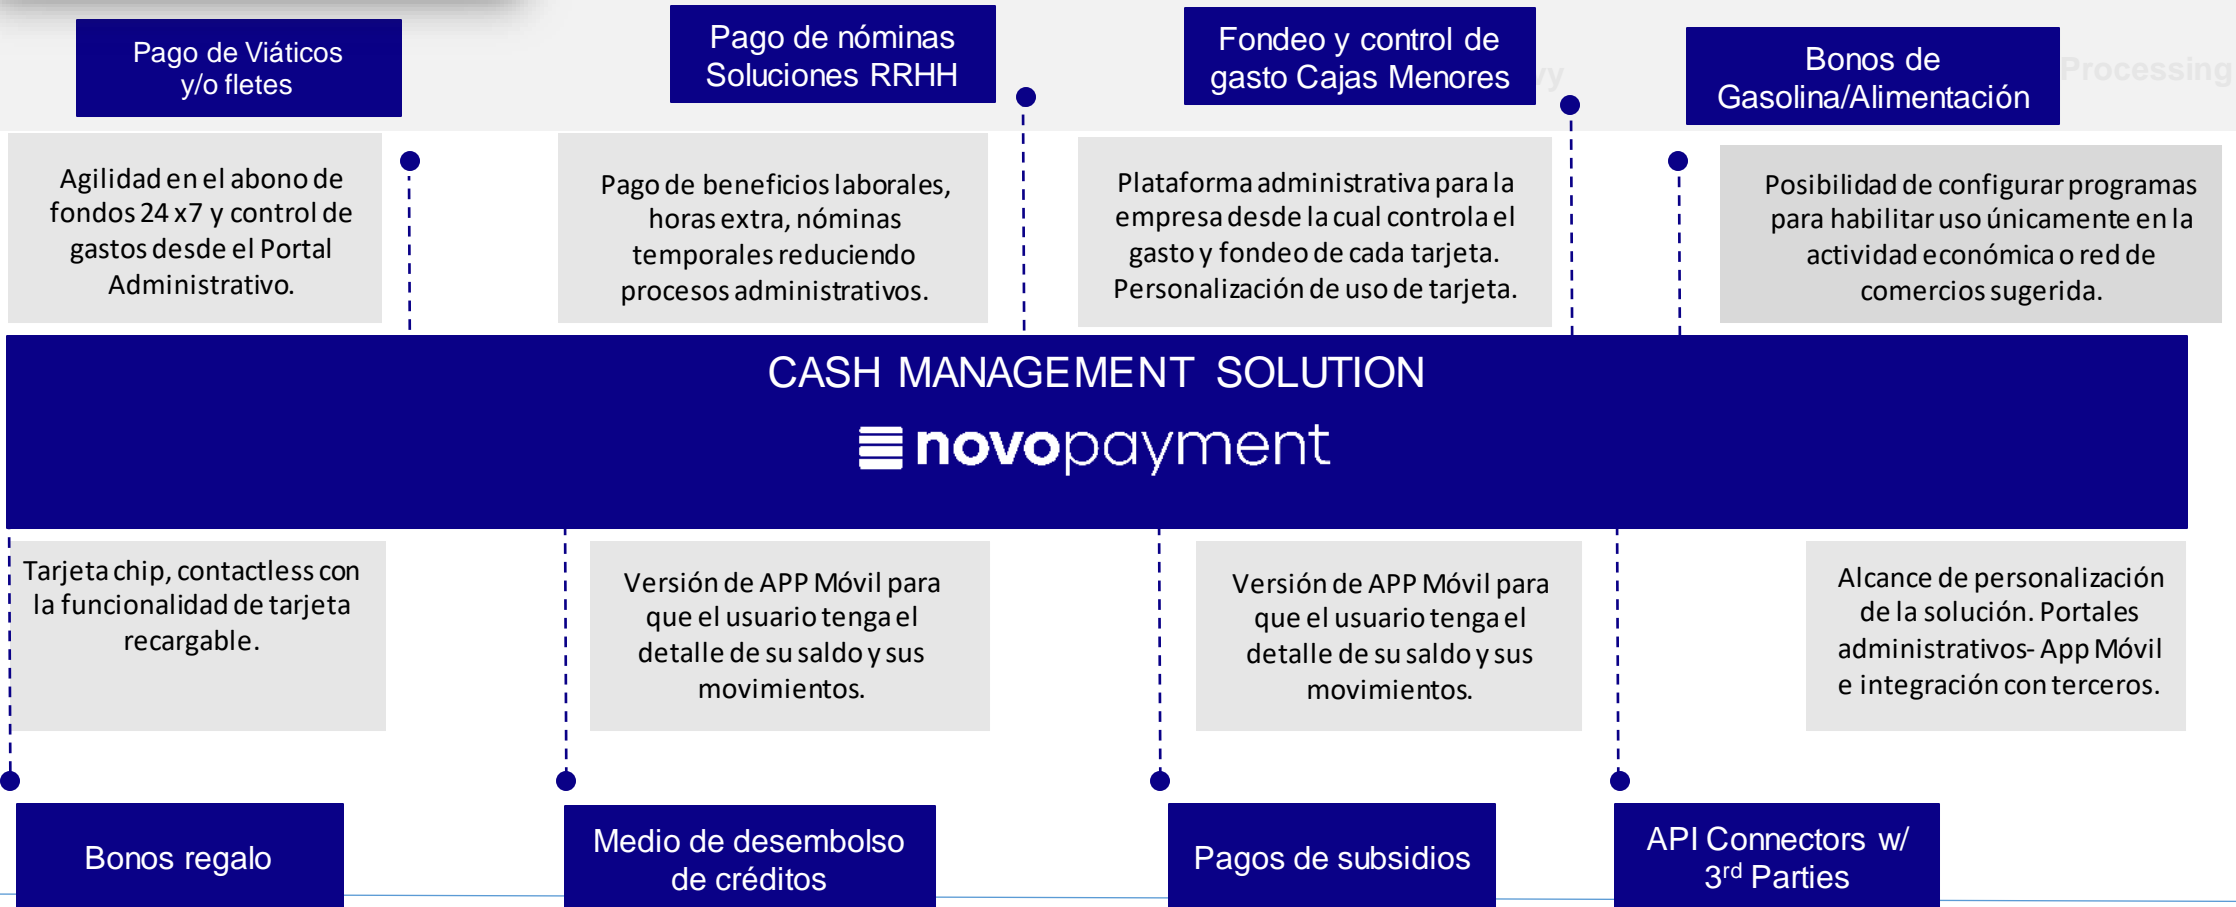 Pago de Viáticos
y/o fletes
Pago de nóminas
Soluciones RRHH
Fondeo y control de
gasto Cajas Menores
Bonos de
Gasolina/Alimentación
Processing
Agilidad en el abono de
fondos 24 x7 y control de
gastos desde el Portal
Administrativo.
Pago de beneficios laborales,
horas extra, nóminas
temporales reduciendo
procesos administrativos.
Plataforma administrativa para la
empresa desde la cual controla el
gasto y fondeo de cada tarjeta.
Personalización de uso de tarjeta.
Posibilidad de configurar programas
para habilitar uso únicamente en la
actividad económica o red de
comercios sugerida.
CASH MANAGEMENT SOLUTION
novopayment
Tarjeta chip, contactless con
la funcionalidad de tarjeta
recargable.
Versión de APP Móvil para
que el usuario tenga el
detalle de su saldo y sus
movimientos.
Versión de APP Móvil para
que el usuario tenga el
detalle de su saldo y sus
movimientos.
Alcance de personalización
de la solución. Portales
administrativos- App Móvil
e integración con terceros.
Bonos regalo
Medio de desembolso
de créditos
Pagos de subsidios
API Connectors w/
3rd Parties